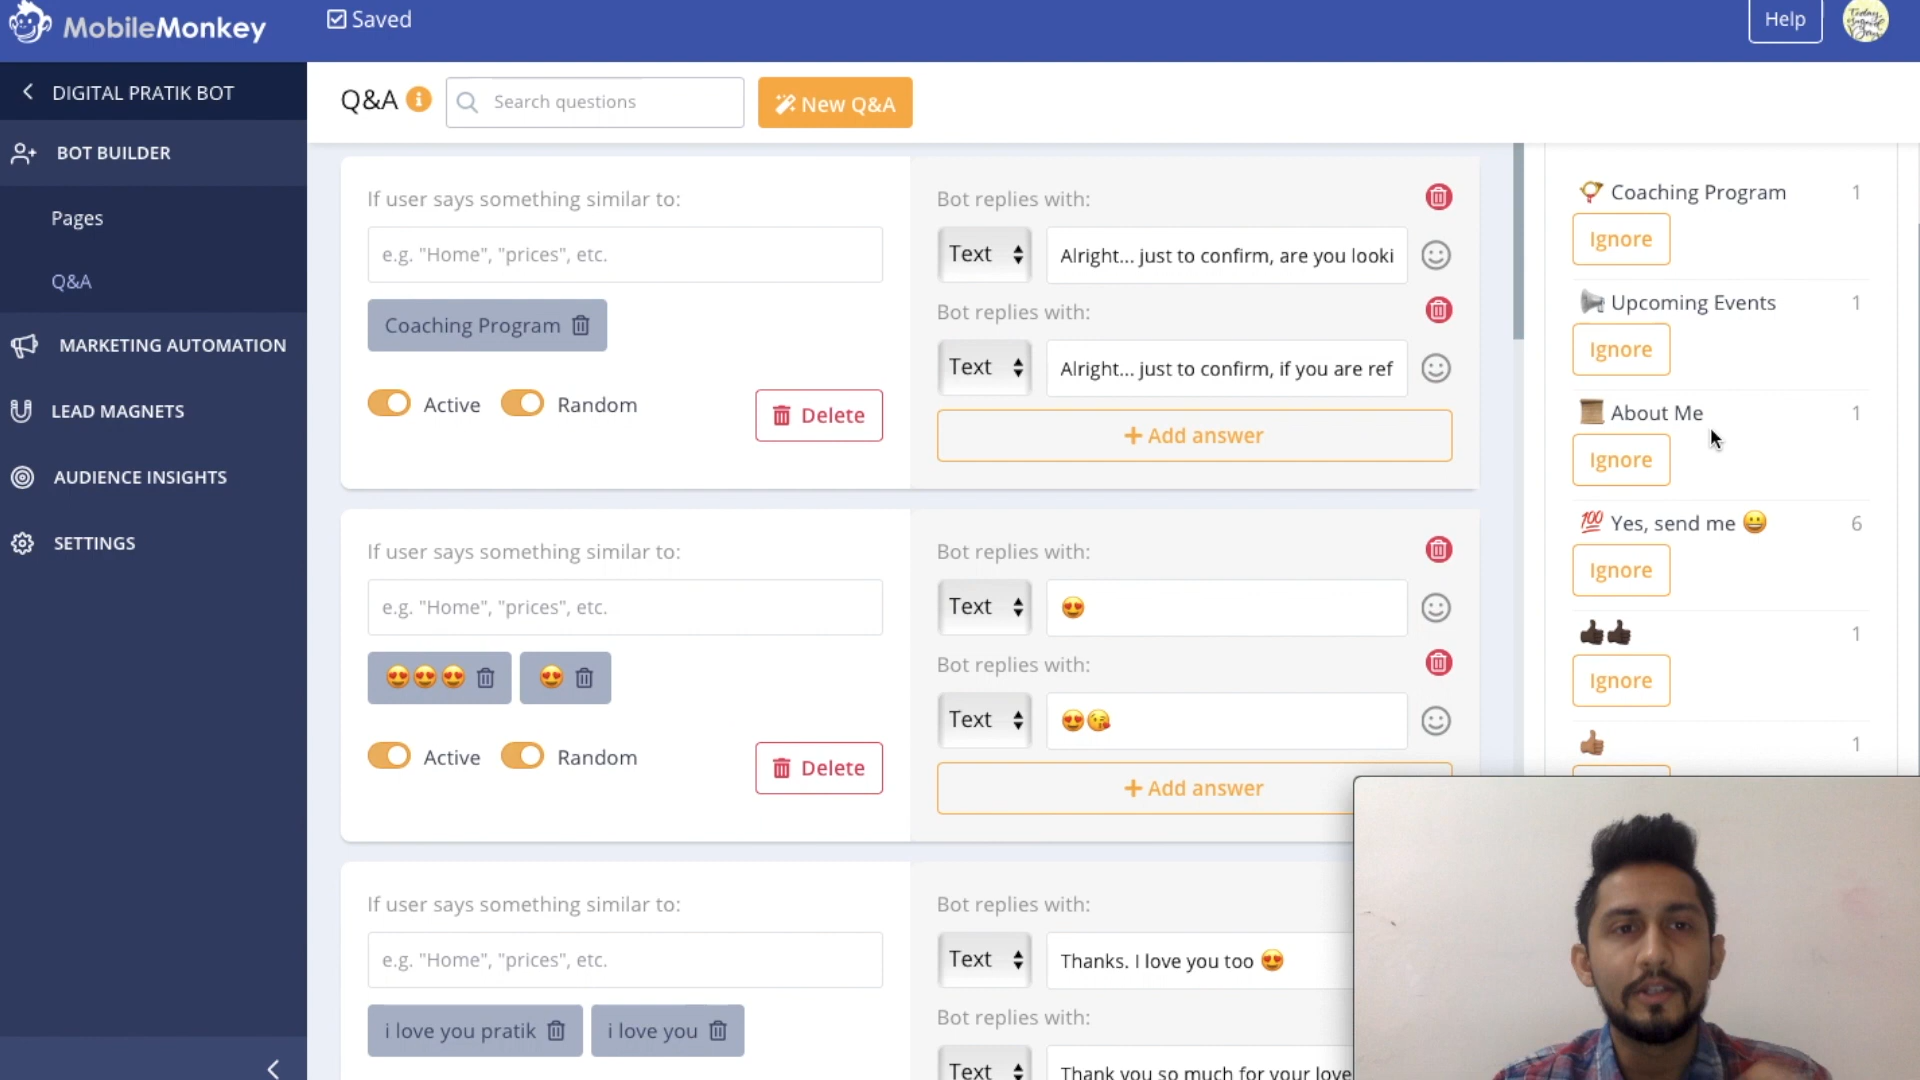 MobileMonkey
Saved
Help
DIGITAL PRATIK BOT
BOT BUILDER
Pages
Q&A
MARKETING AUTOMATION
LEAD MAGNETS
AUDIENCE INSIGHTS
SETTINGS
Q&A
Search questions
New Q&A
If user says something similar to:
e.g. "Home", "prices", etc.
Coaching Program
Active
Random
Delete
Bot replies with:
Text
Alright... just to confirm, are you looki
Bot replies with:
Text
Alright... just to confirm, if you are ref
+ Add answer
If user says something similar to:
e.g. "Home", "prices", etc.
😍😍😍
😍
Active
Random
Delete
Bot replies with:
Text
😍
Bot replies with:
Text
😍😘
+ Add answer
If user says something similar to:
e.g. "Home", "prices", etc.
i love you pratik
i love you
Bot replies with:
Text
Thanks. I love you too 😍
Bot replies with:
Text
Thank you so much for your love
Coaching Program 1
Ignore
Upcoming Events 1
Ignore
About Me 1
Ignore
💯 Yes, send me 😀 6
Ignore
👍🏿👍🏿 1
Ignore
👍🏽 1